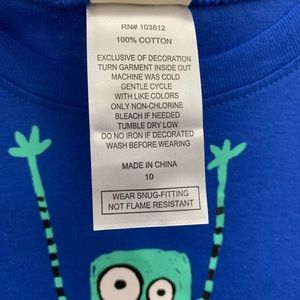 RN# 103812
100% COTTON
EXCLUSIVE OF DECORATION
TURN GARMENT INSIDE OUT
MACHINE WAS COLD
GENTLE CYCLE
WITH LIKE COLORS
ONLY NON-CHLORINE
BLEACH IF NEEDED
TUMBLE DRY LOW
DO NO IRON IF DECORATED
WASH BEFORE WEARING
MADE IN CHINA
10
WEAR SNUG-FITTING
NOT FLAME RESISTANT